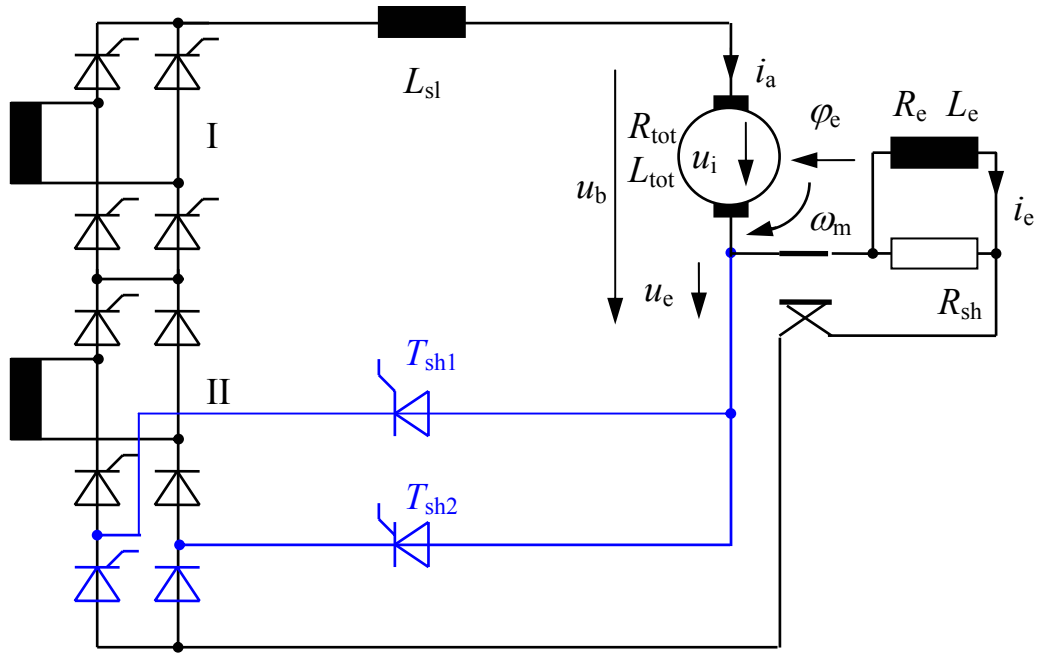 L_sl
i_a
R_tot
L_tot
u_i
u_b
φ_e
R_e L_e
I
ω_m
i_e
u_e
R_sh
T_sh1
II
T_sh2